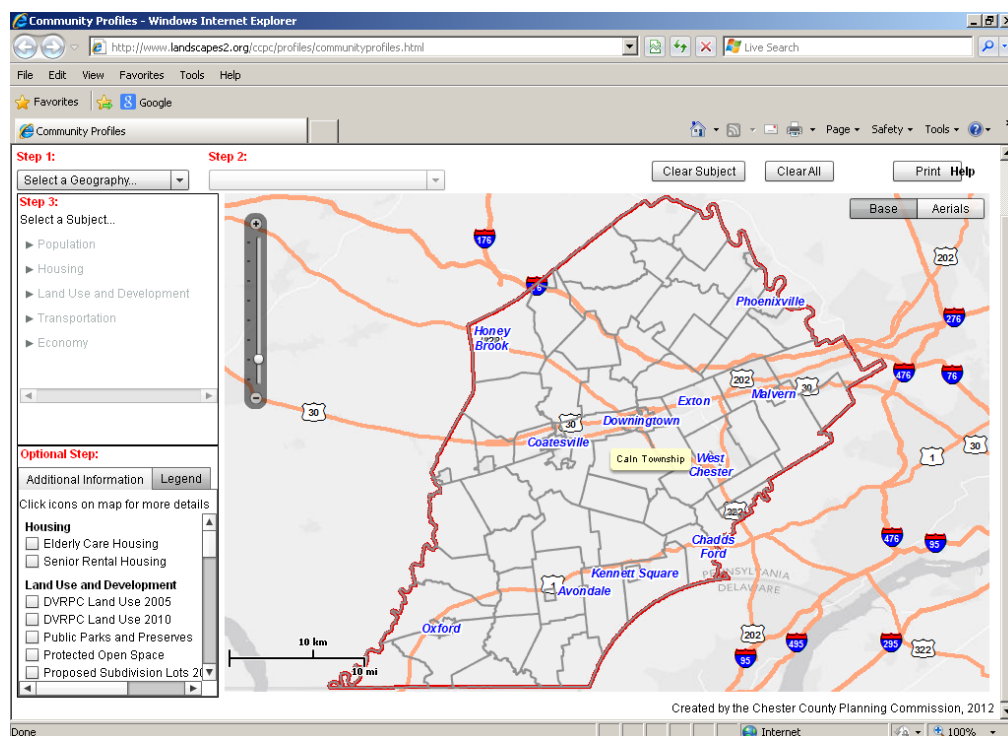 Community Profiles - Windows Internet Explorer
http://www.landscapes2.org/ccpc/profiles/communityprofiles.html
Live Search
File Edit View Favorites Tools Help
Favorites Google
Community Profiles
Page Safety Tools
Step 1: Step 2:
Select a Geography...
Clear Subject Clear All Print Help
Step 3:
Select a Subject...
Population
Housing
Land Use and Development
Transportation
Economy
Base Aerials
176
202
Phoenixville
276
Honey
Brook
476
76
202
Malvern 30
Exton
30
30
Downingtown
Coatesville
30
1
Caln Township
West
Chester
202
476
95
Chadds
Ford
PENNSYLVANIA
DELAWARE
Kennett Square
1
Avondale
Oxford
202
495
295
322
95
10 km
10 mi
Optional Step:
Additional Information Legend
Click icons on map for more details
Housing
Elderly Care Housing
Senior Rental Housing
Land Use and Development
DVRPC Land Use 2005
DVRPC Land Use 2010
Public Parks and Preserves
Protected Open Space
Proposed Subdivision Lots
Created by the Chester County Planning Commission, 2012
Done Internet 100%